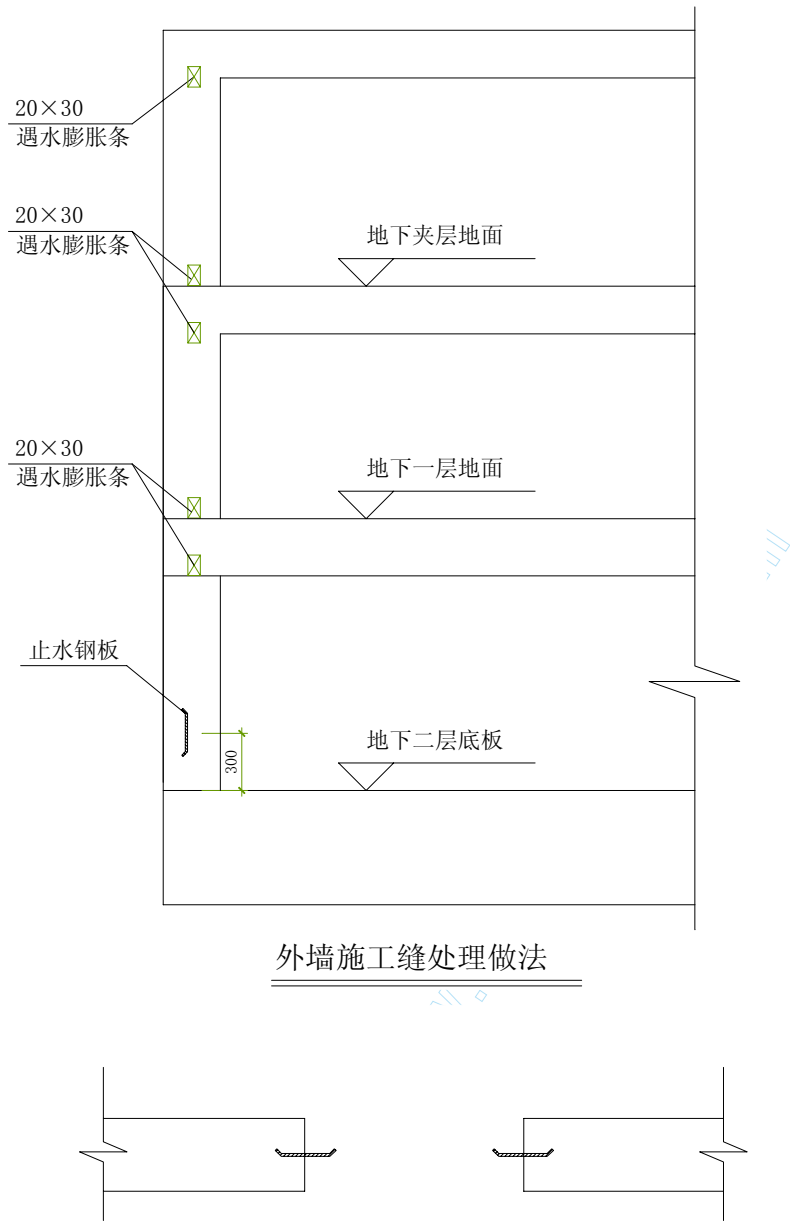 20×30
遇水膨胀条
20×30
遇水膨胀条
地下夹层地面
20×30
遇水膨胀条
地下一层地面
止水钢板
地下二层底板
300
外墙施工缝处理做法